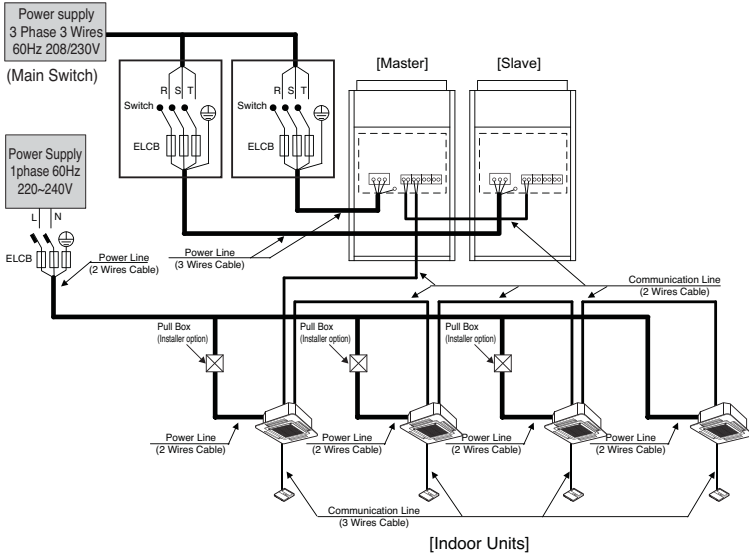 Power supply
3 Phase 3 Wires
60Hz 208/230V
(Main Switch)
R S T
Switch
ELCB
R S T
Switch
ELCB
[Master]
[Slave]
Power Supply
1phase 60Hz
220~240V
L N
ELCB
Power Line
(2 Wires Cable)
Power Line
(3 Wires Cable)
Communication Line
(2 Wires Cable)
Pull Box
(Installer option)
Pull Box
(Installer option)
Pull Box
(Installer option)
Power Line
(2 Wires Cable)
Power Line
(2 Wires Cable)
Power Line
(2 Wires Cable)
Power Line
(2 Wires Cable)
Communication Line
(3 Wires Cable)
[Indoor Units]